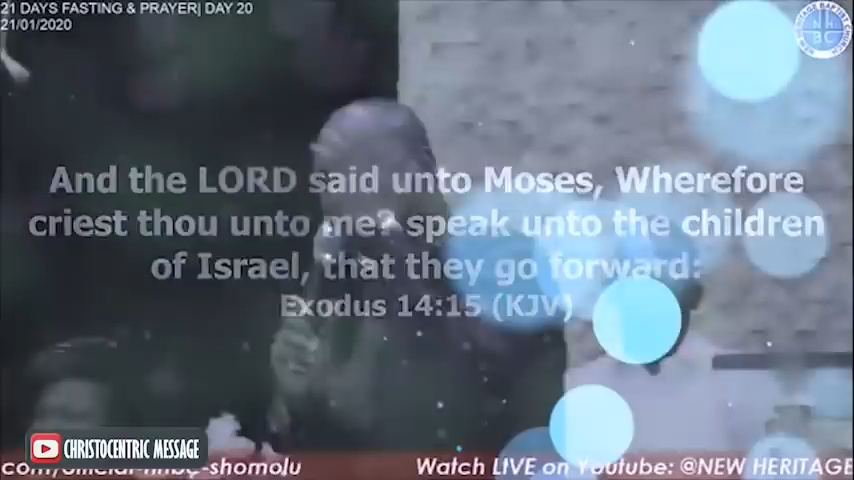 21 DAYS FASTING & PRAYER| DAY 20
21/01/2020
NHBC
And the LORD said unto Moses, Wherefore
criest thou unto me? speak unto the children
of Israel, that they go forward:
Exodus 14:15 (KJV)
CHRISTOCENTRIC MESSAGE
Watch LIVE on Youtube: @NEW HERITAGE